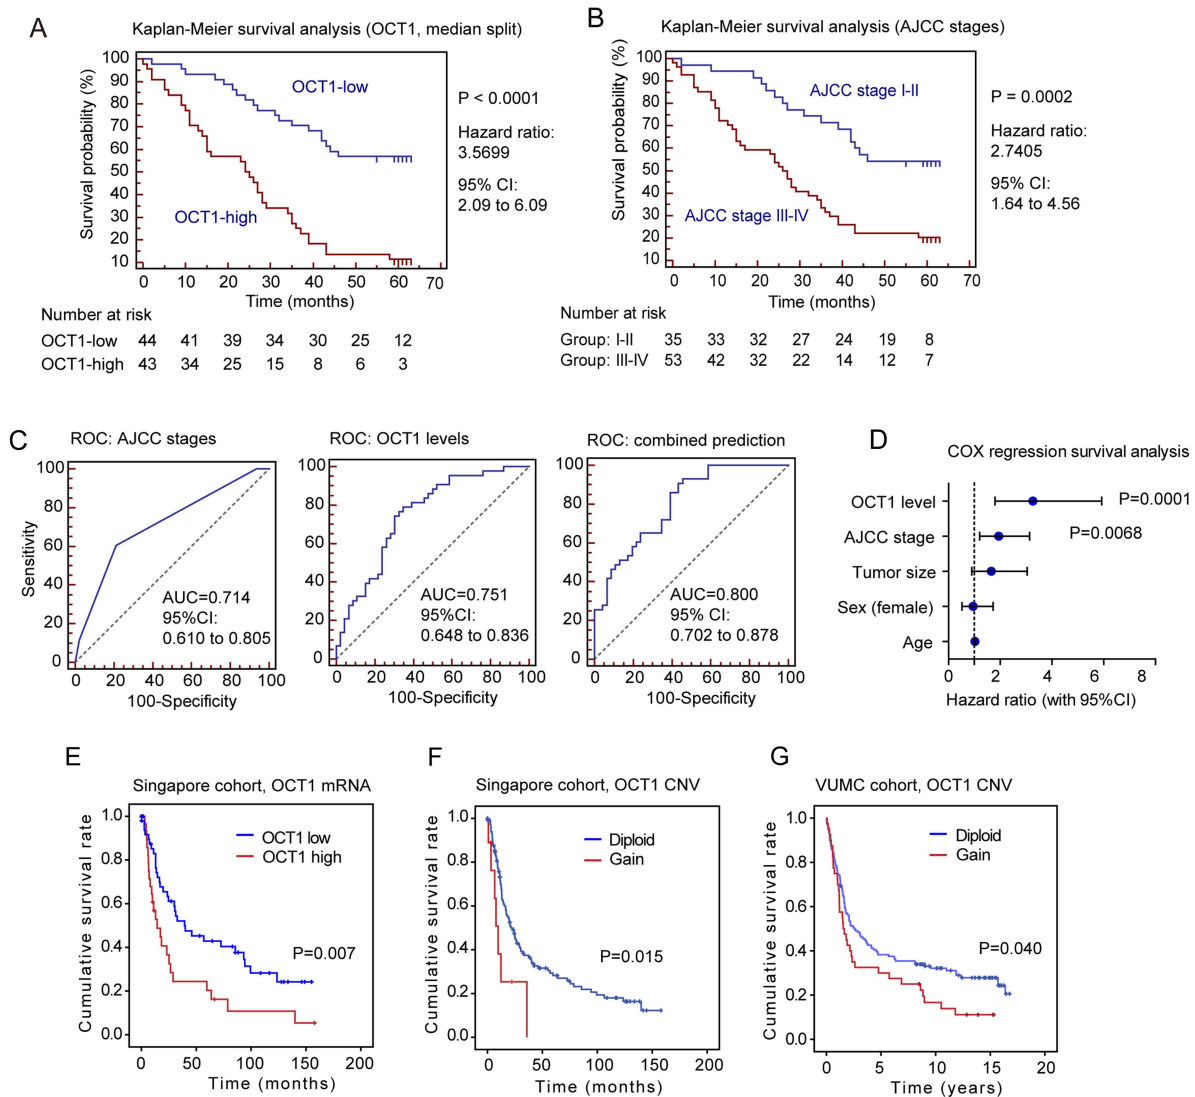 A
Kaplan-Meier survival analysis (OCT1, median split)
Survival probability (%)
100
90
80
70
60
50
40
30
20
10
OCT1-low
OCT1-high
0 10 20 30 40 50 60 70
Time (months)
P < 0.0001
Hazard ratio:
3.5699
95% CI:
2.09 to 6.09
Number at risk
OCT1-low 44 41 39 34 30 25 12
OCT1-high 43 34 25 15 8 6 3
B
Kaplan-Meier survival analysis (AJCC stages)
Survival probability (%)
100
90
80
70
60
50
40
30
20
10
AJCC stage I-II
AJCC stage III-IV
0 10 20 30 40 50 60 70
Time (months)
P = 0.0002
Hazard ratio:
2.7405
95% CI:
1.64 to 4.56
Number at risk
Group: I-II 35 33 32 27 24 19 8
Group: III-IV 53 42 32 22 14 12 7
C
ROC: AJCC stages
Sensitivity
100
80
60
40
20
0
AUC=0.714
95%CI:
0.610 to 0.805
0 20 40 60 80 100
100-Specificity
ROC: OCT1 levels
100
80
60
40
20
0
AUC=0.751
95%CI:
0.648 to 0.836
0 20 40 60 80 100
100-Specificity
ROC: combined prediction
100
80
60
40
20
0
AUC=0.800
95% CI:
0.702 to 0.878
0 20 40 60 80 100
100-Specificity
D
COX regression survival analysis
OCT1 level
P=0.0001
AJCC stage
P=0.0068
Tumor size
Sex (female)
Age
0 2 4 6 8
Hazard ratio (with 95%CI)
E
Singapore cohort, OCT1 mRNA
Cumulative survival rate
1.0
0.8
0.6
0.4
0.2
0.0
OCT1 low
OCT1 high
P=0.007
0 50 100 150 200
Time (months)
F
Singapore cohort, OCT1 CNV
Cumulative survival rate
1.0
0.8
0.6
0.4
0.2
0.0
Diploid
Gain
P=0.015
0 50 100 150 200
Time (months)
G
VUMC cohort, OCT1 CNV
Cumulative survival rate
1.0
0.8
0.6
0.4
0.2
0.0
Diploid
Gain
P=0.040
0 5 10 15 20
Time (years)